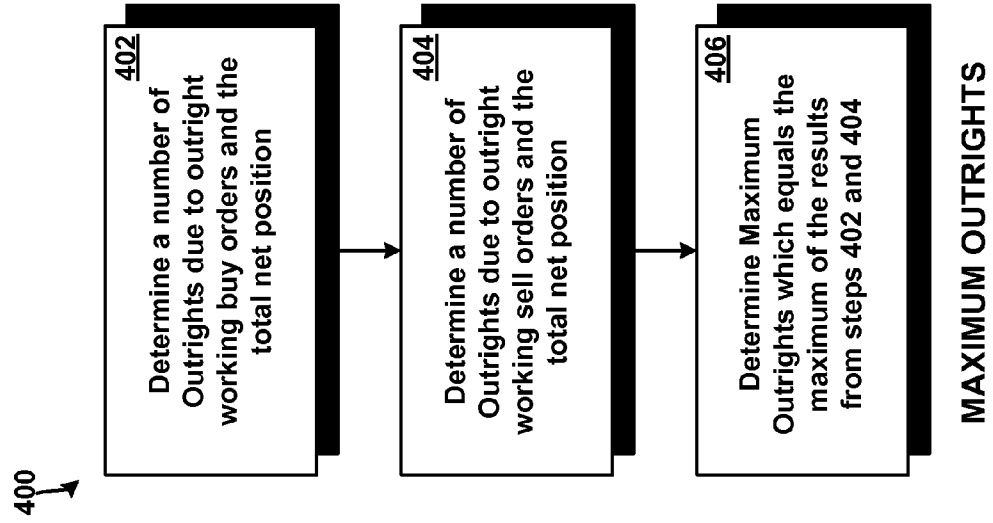 400
402
Determine a number of
Outrights due to outright
working buy orders and the
total net position
404
Determine a number of
Outrights due to outright
working sell orders and the
total net position
406
Determine Maximum
Outrights which equals the
maximum of the results
from steps 402 and 404
MAXIMUM OUTRIGHTS